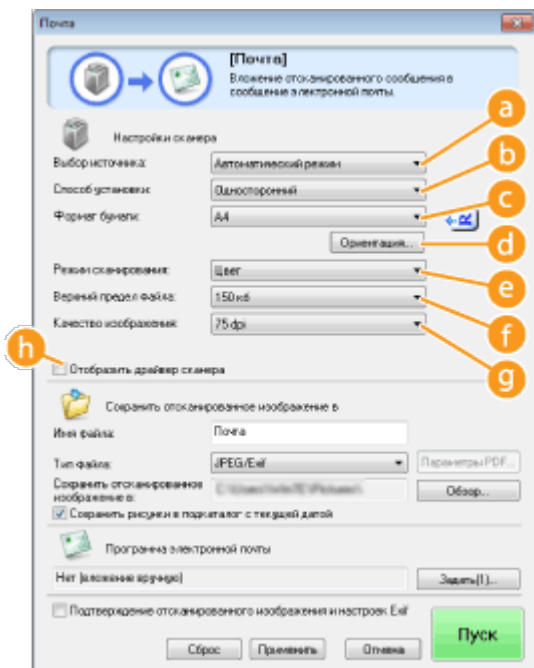 Почта
[Почта]
Вложение отсканированного сообщения в
сообщение электронной почты.
a
Настройки сканера
Выбор источника:
Автоматический режим
b
Способ установки:
Односторонний
c
Формат бумаги:
A4
R
Ориентация...
d
Режим сканирования:
Цвет
e
Верхний предел файла:
150 кб
f
Качество изображения:
75 dpi
g
h
Отобразить драйвер сканера
Сохранить отсканированное изображение в
Имя файла:
Почта
Тип файла:
JPEG/Exif
Параметры PDF...
Сохранить отсканированное
изображение в:
Обзор...
Сохранить рисунки в подкаталог с текущей датой
Программа электронной почты
Нет (вложение вручную)
Задать(1)...
Подтверждение отсканированного изображения и настроек Exif
Сброс
Применить
Отмена
Пуск